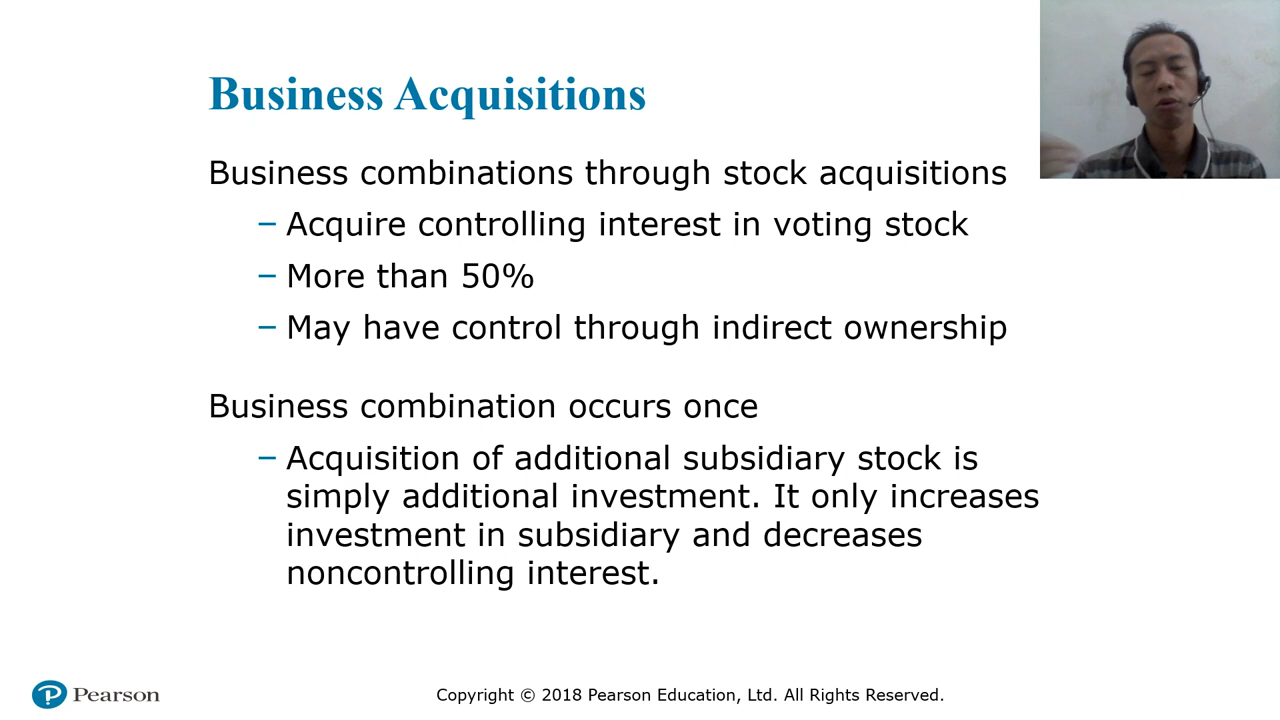 Business Acquisitions
Business combinations through stock acquisitions
– Acquire controlling interest in voting stock
– More than 50%
– May have control through indirect ownership
Business combination occurs once
– Acquisition of additional subsidiary stock is
simply additional investment. It only increases
investment in subsidiary and decreases
noncontrolling interest.
Pearson
Copyright © 2018 Pearson Education, Ltd. All Rights Reserved.